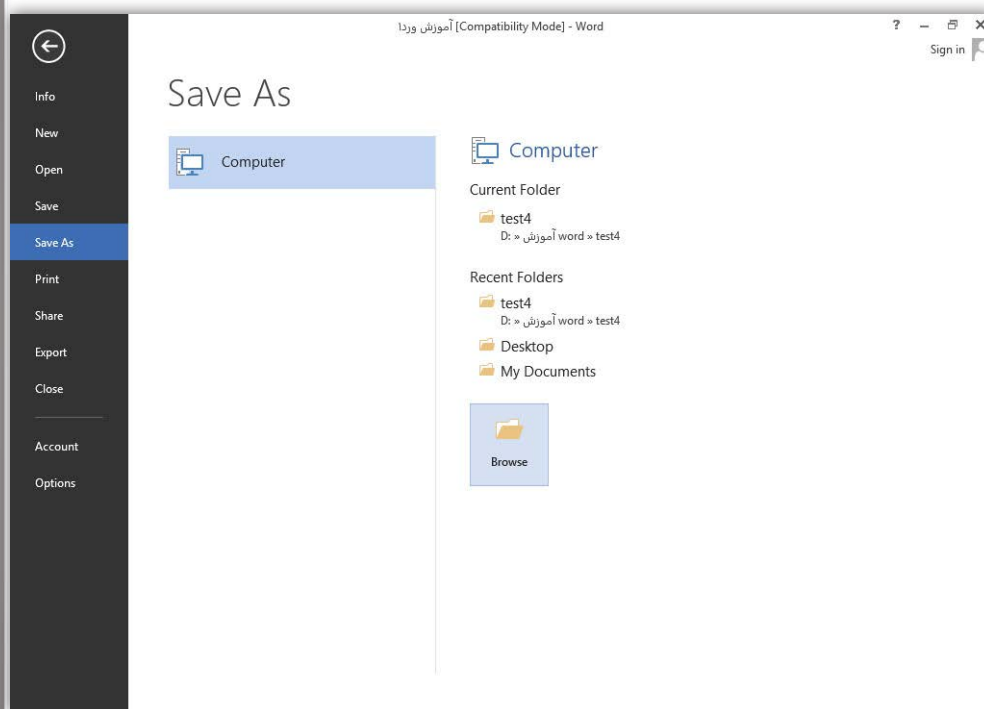 آموزش ورد۱ [Compatibility Mode] - Word
Sign in
Info
New
Open
Save
Save As
Print
Share
Export
Close
Account
Options
Save As
Computer
Computer
Current Folder
test4
D: » آموزش word » test4
Recent Folders
test4
D: » آموزش word » test4
Desktop
My Documents
Browse